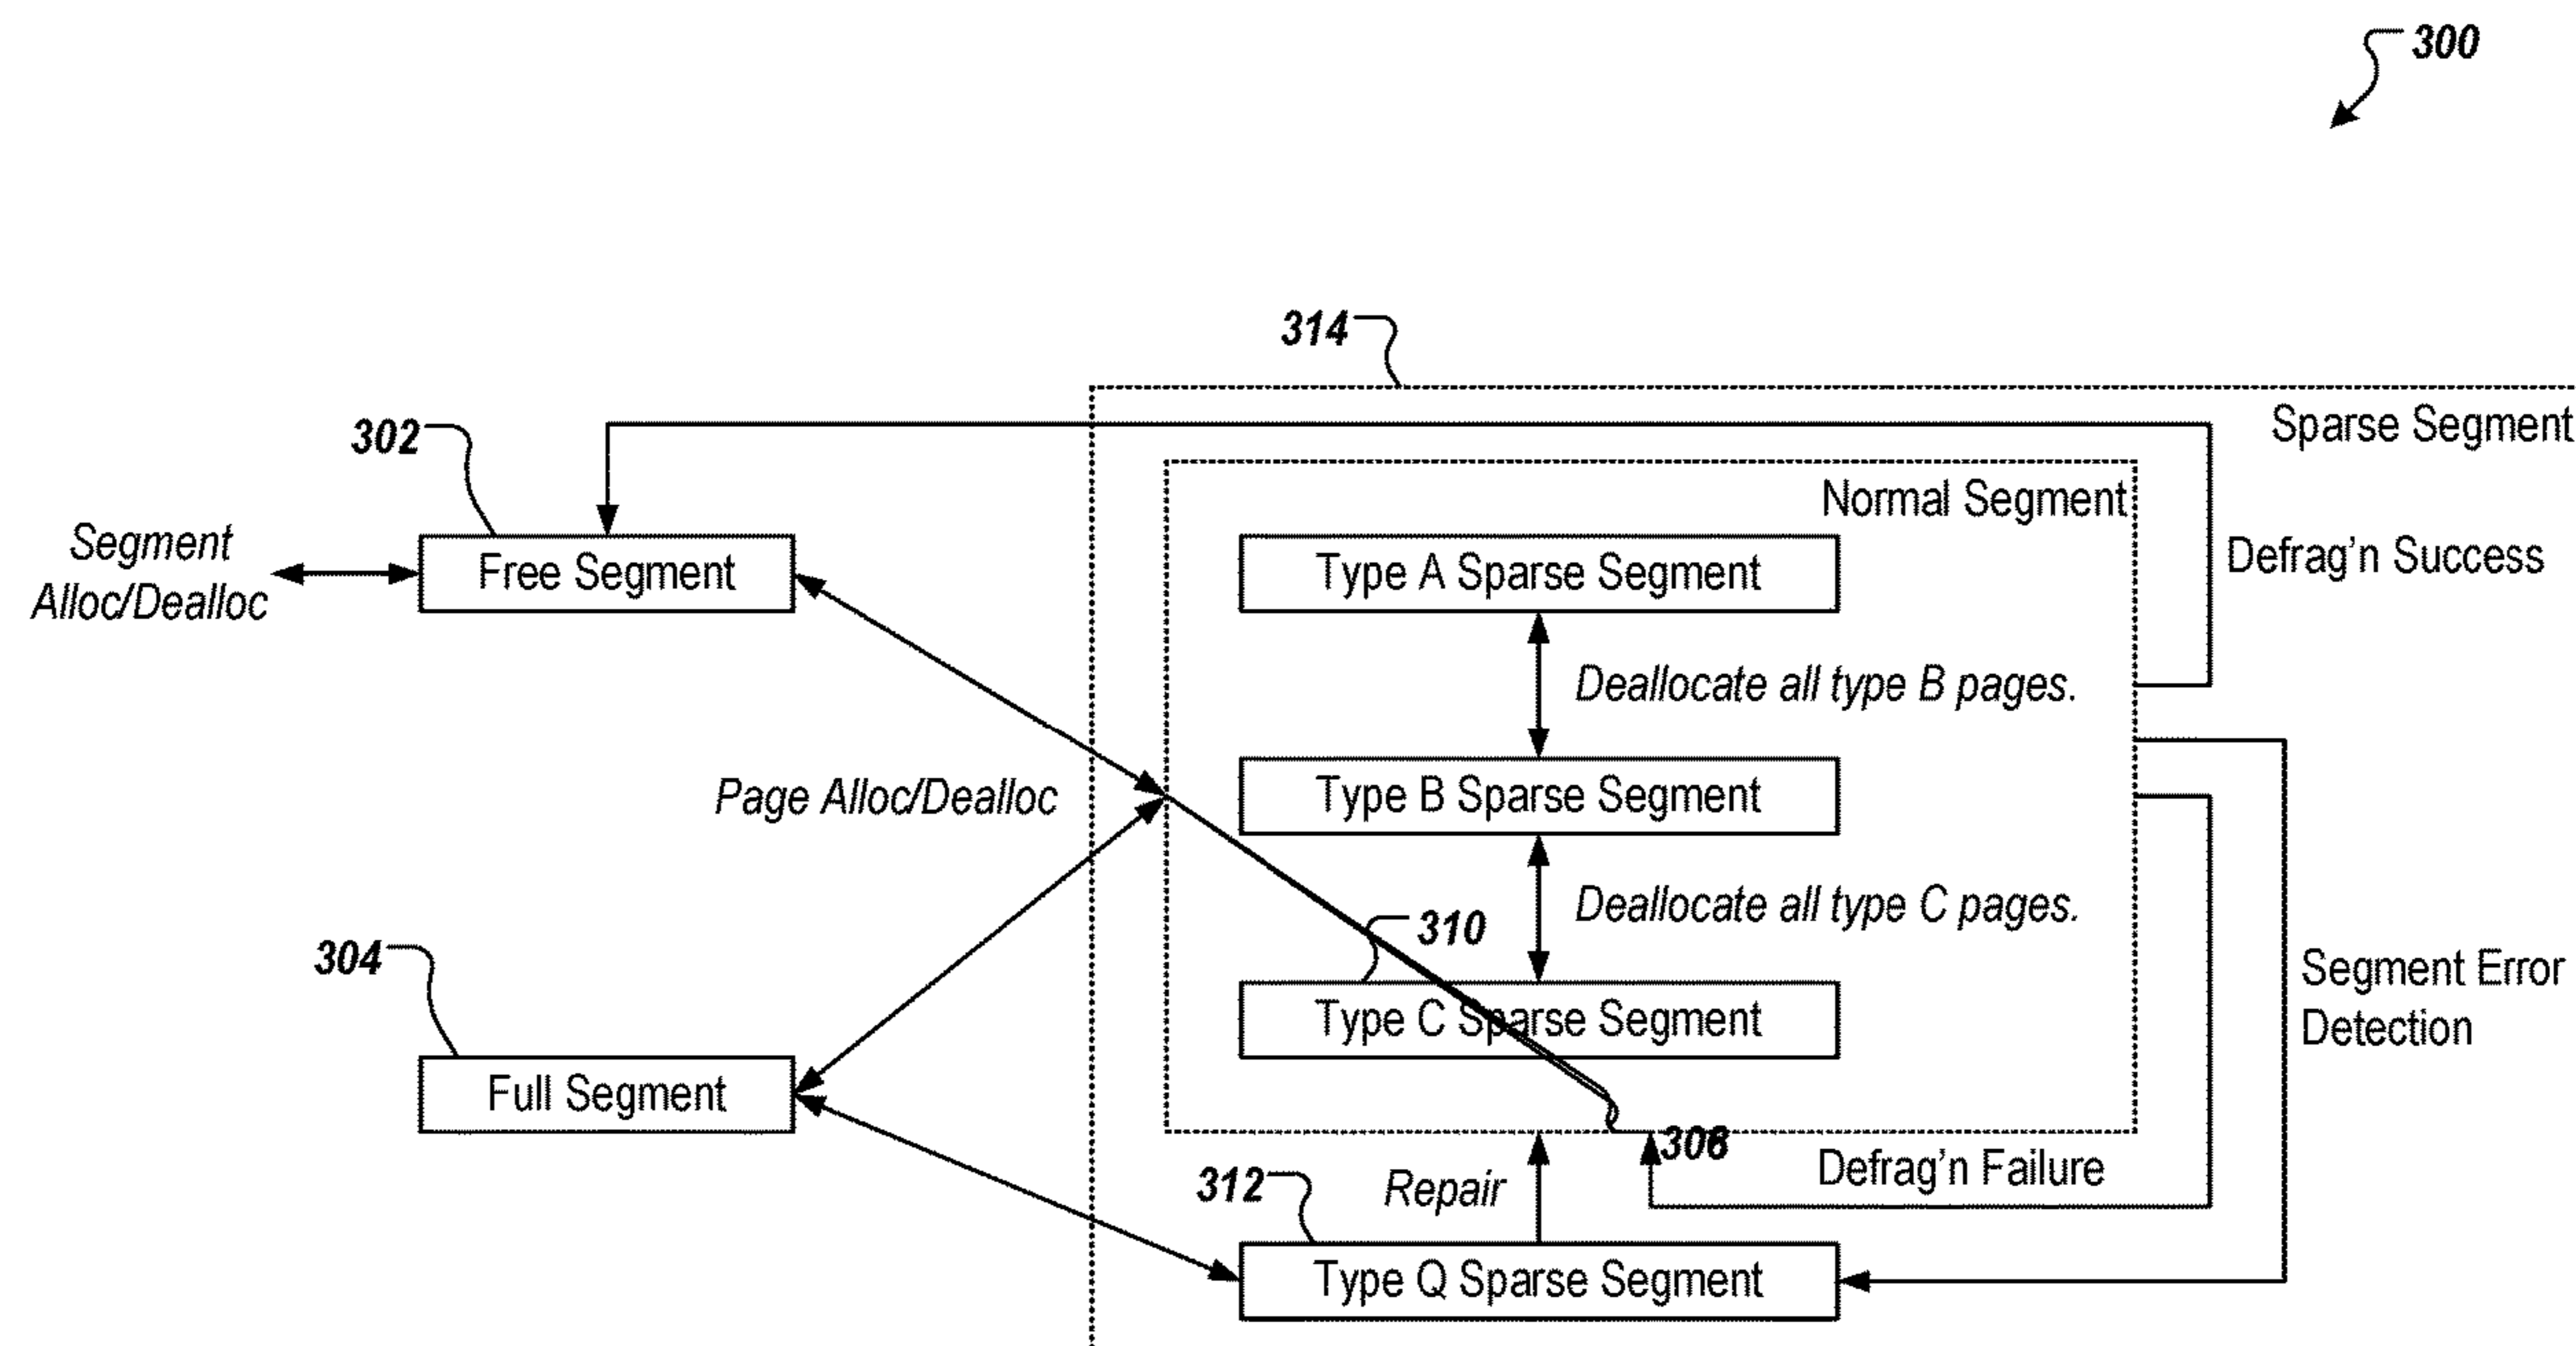 300
314
Sparse Segment
302
Normal Segment
Segment
Alloc/Dealloc
Free Segment
Type A Sparse Segment
Defrag'n Success
Deallocate all type B pages.
Page Alloc/Dealloc
Type B Sparse Segment
Deallocate all type C pages.
310
304
Segment Error
Detection
Type C Sparse Segment
Full Segment
Defrag'n Failure
Repair
312
Type Q Sparse Segment